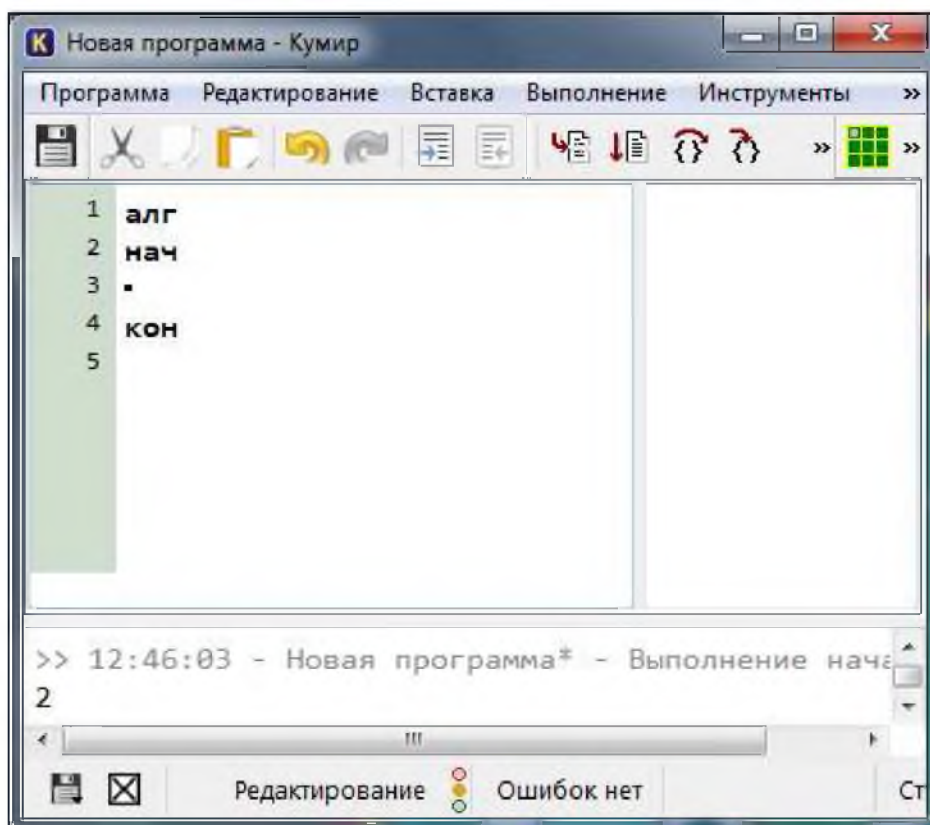 Новая программа - Кумир
Программа Редактирование Вставка Выполнение Инструменты »
» »
1 алг
2 нач
3 ▪
4 кон
5
>> 12:46:03 - Новая программа* - Выполнение нача
2
Редактирование Ошибок нет Ст